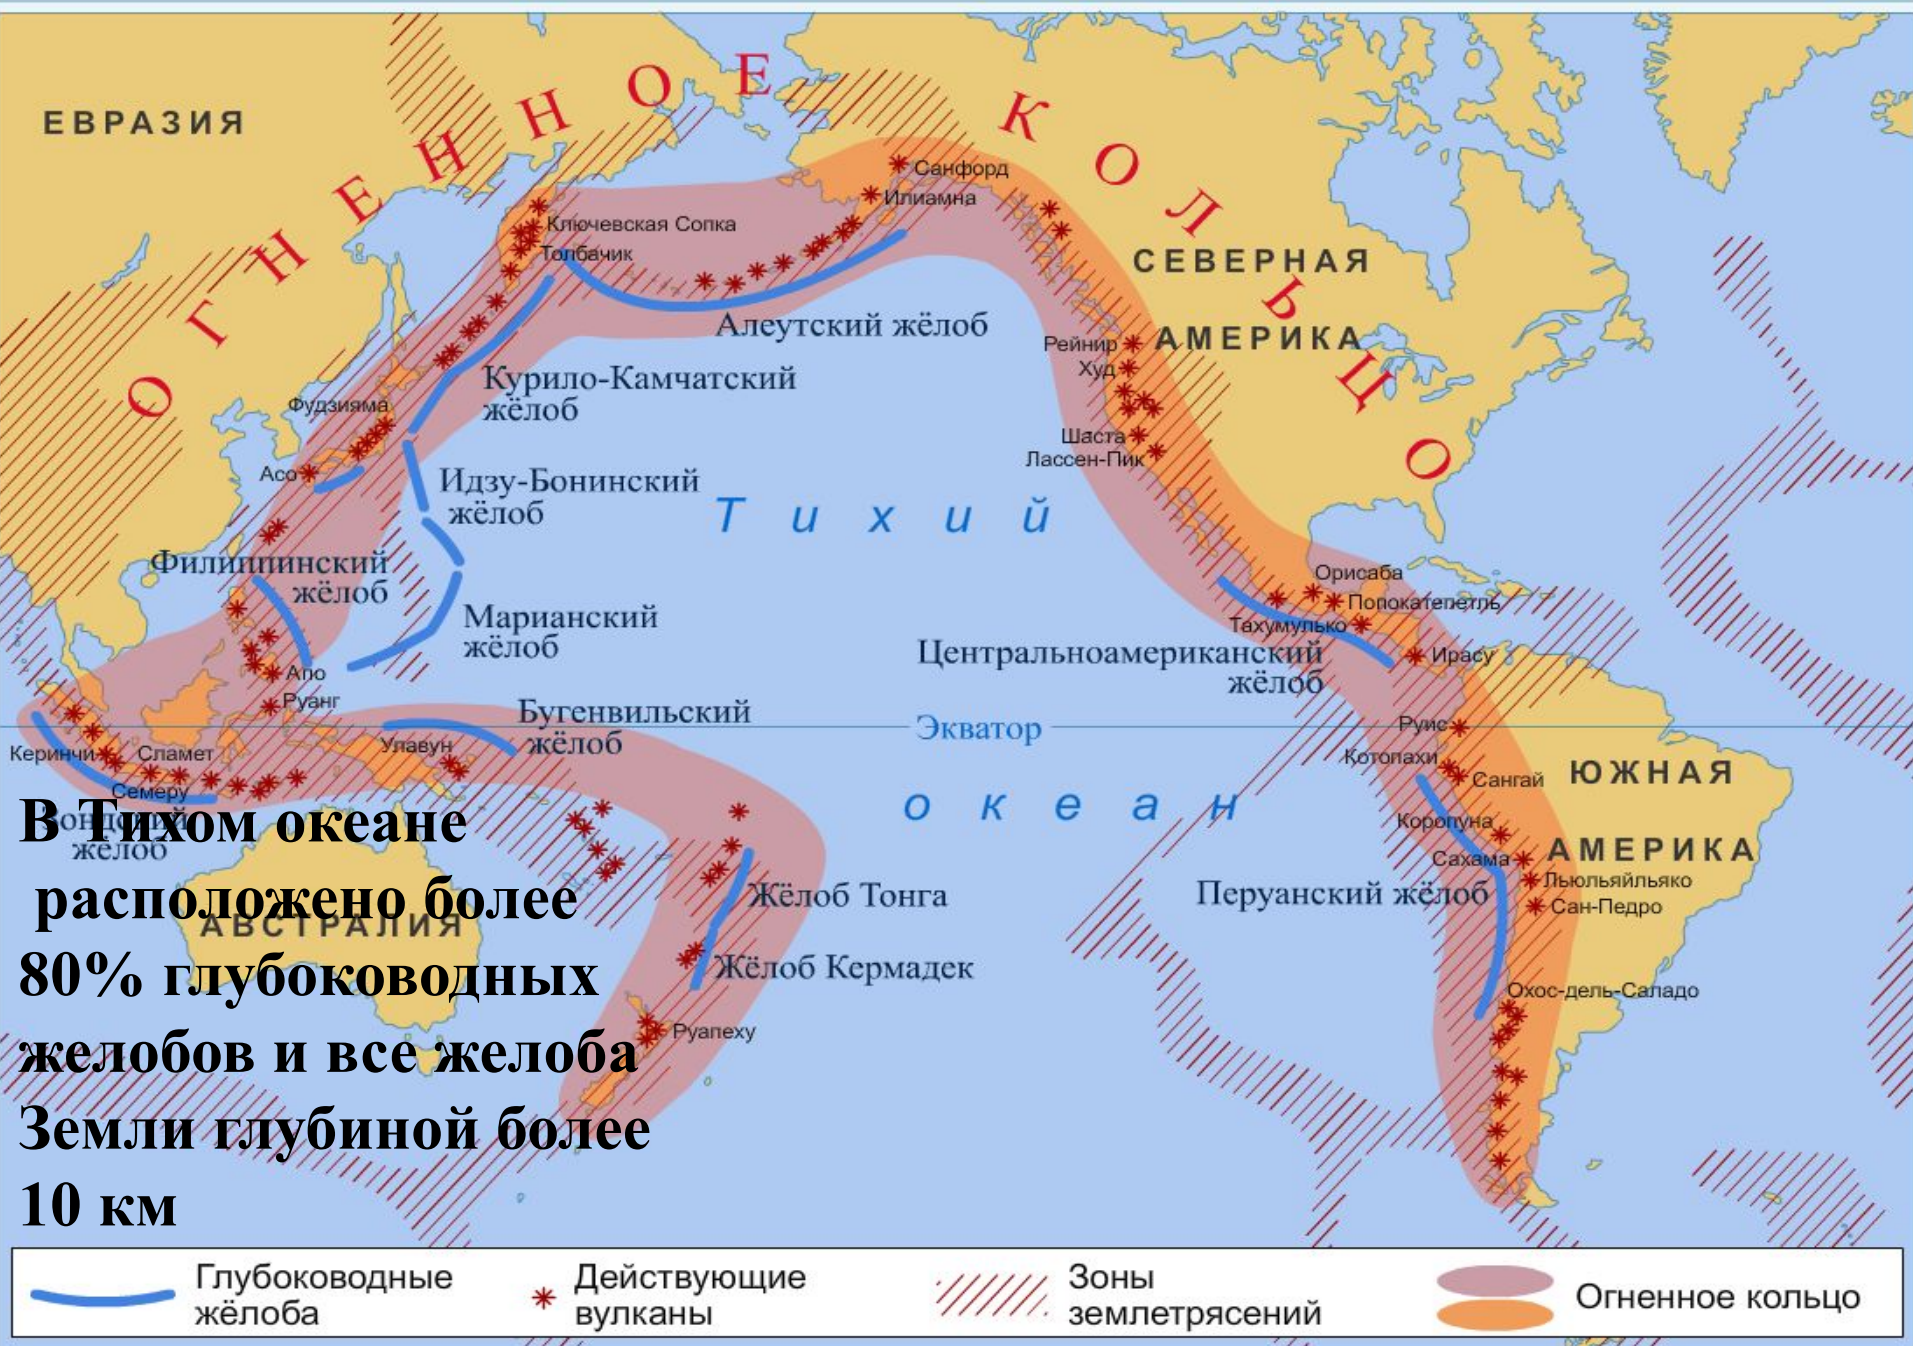 ОГНЕННОЕ КОЛЬЦО
ЕВРАЗИЯ
Санфорд
Илиамна
Ключевская Сопка
Толбачик
СЕВЕРНАЯ
АМЕРИКА
Алеутский жёлоб
Рейнир
Худ
Курило-Камчатский
жёлоб
Фудзияма
Шаста
Лассен-Пик
Асо
Идзу-Бонинский
жёлоб
Тихий
Филиппинский
жёлоб
Орисаба
Попокатепетль
Тахумулько
Марианский
жёлоб
Центральноамериканский
жёлоб
Ирасу
Апо
Руанг
Бугенвильский
жёлоб
Экватор
Руис
Улавун
Керинчи
Сламет
Котопахи
Сангай
ЮЖНАЯ
АМЕРИКА
Семеру
Зондский
жёлоб
океан
Коропуна
Сахама
Льюльяйльяко
Сан-Педро
Перуанский жёлоб
Жёлоб Тонга
АВСТРАЛИЯ
Жёлоб Кермадек
Охос-дель-Саладо
Руапеху
В Тихом океане
расположено более
80% глубоководных
желобов и все желоба
Земли глубиной более
10 км
Глубоководные
жёлоба
Действующие
вулканы
Зоны
землетрясений
Огненное кольцо